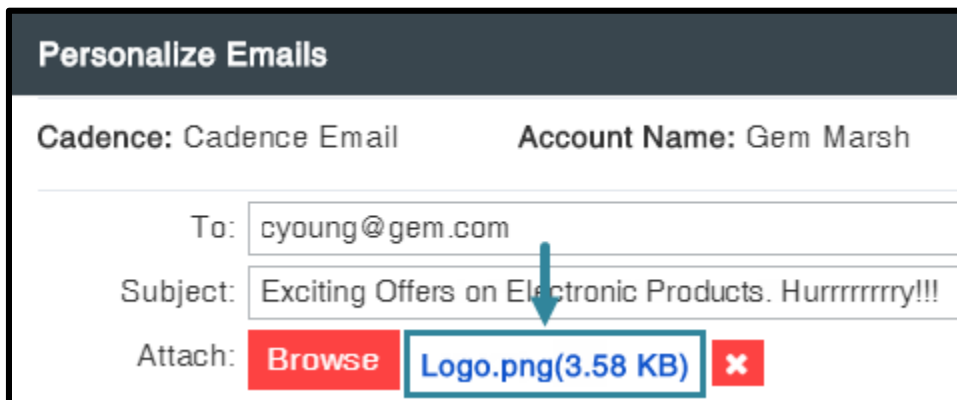 Personalize Emails
Cadence: Cadence Email Account Name: Gem Marsh
To: cyoung@gem.com
Subject: Exciting Offers on Electronic Products. Hurrrrrrrry!!!
Attach: Browse Logo.png(3.58 KB)